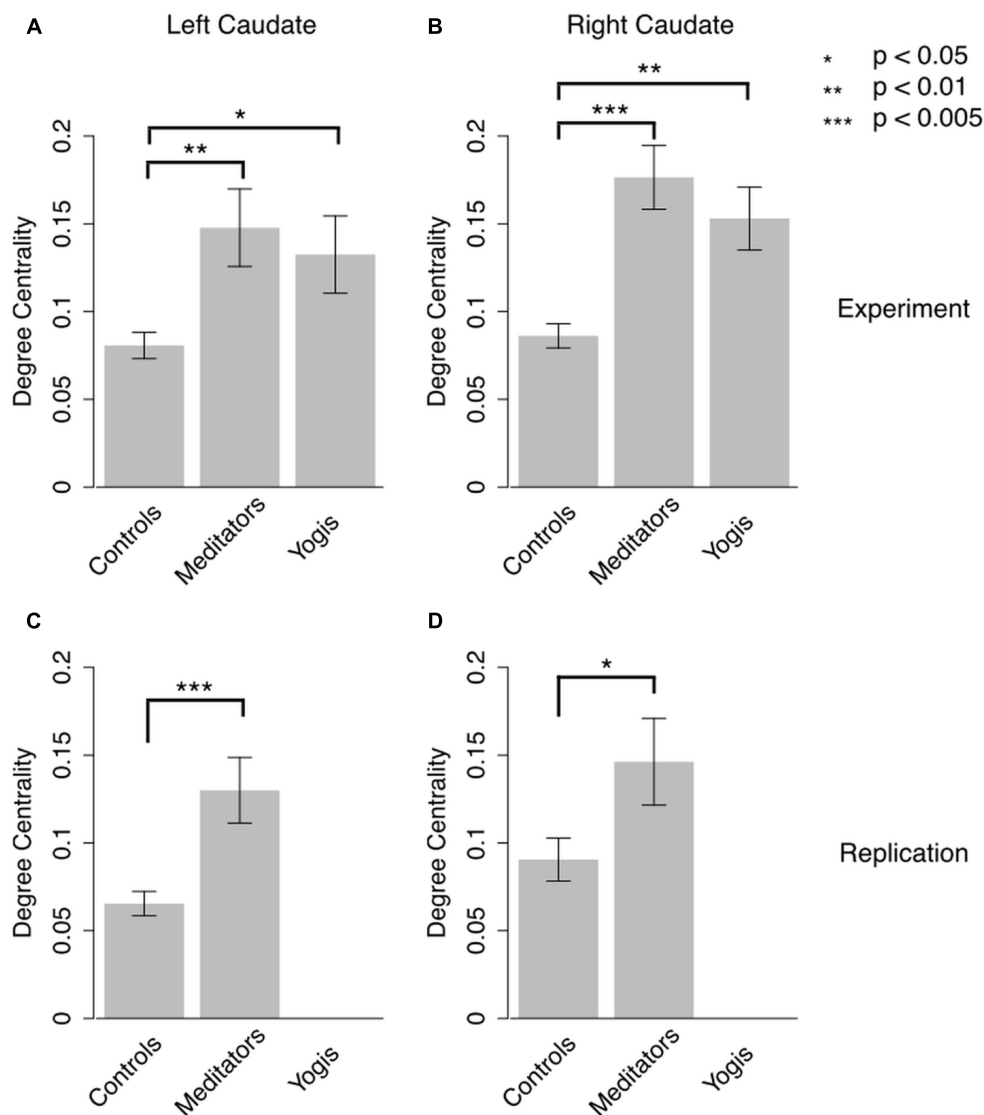 A
Left Caudate
*
**
0.2
0.15
0.1
0.05
0
Degree Centrality
Controls
Meditators
Yogis
B
Right Caudate
**
***
0.2
0.15
0.1
0.05
0
Degree Centrality
Controls
Meditators
Yogis
* p < 0.05
** p < 0.01
*** p < 0.005
Experiment
C
***
0.2
0.15
0.1
0.05
0
Degree Centrality
Controls
Meditators
Yogis
D
*
0.2
0.15
0.1
0.05
0
Degree Centrality
Controls
Meditators
Yogis
Replication